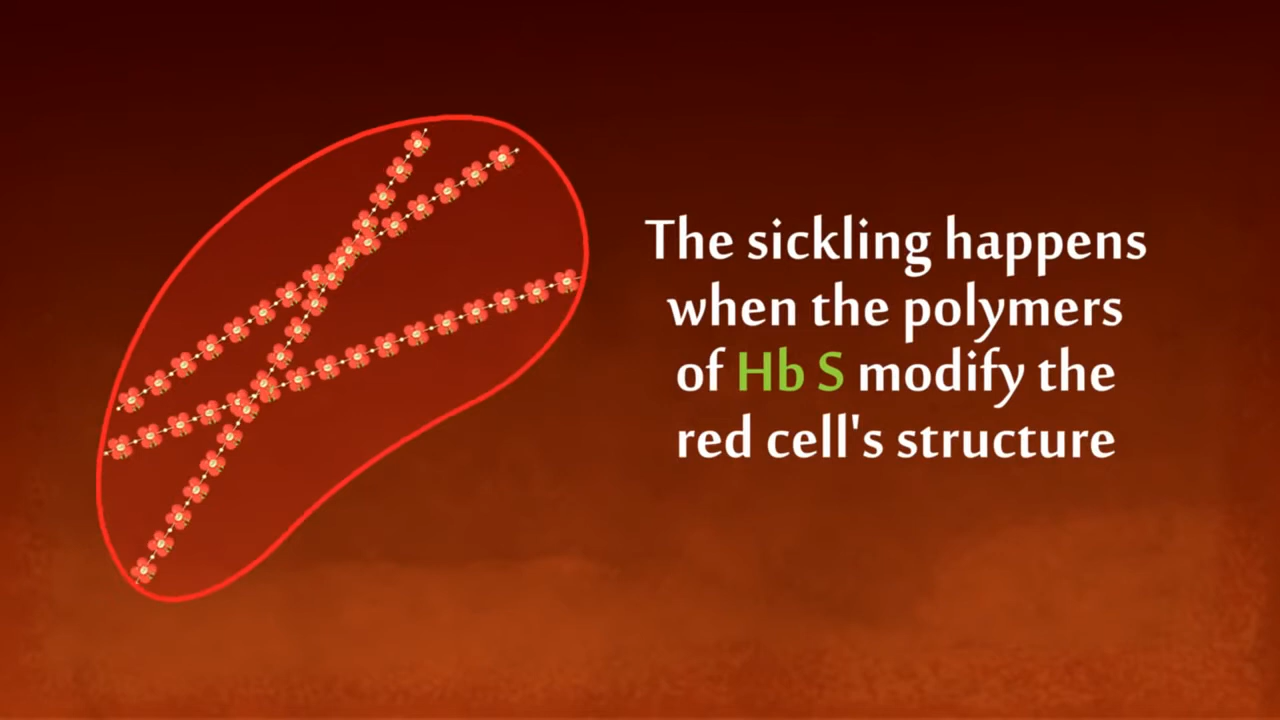 The sickling happens
when the polymers
of Hb S modify the
red cell's structure